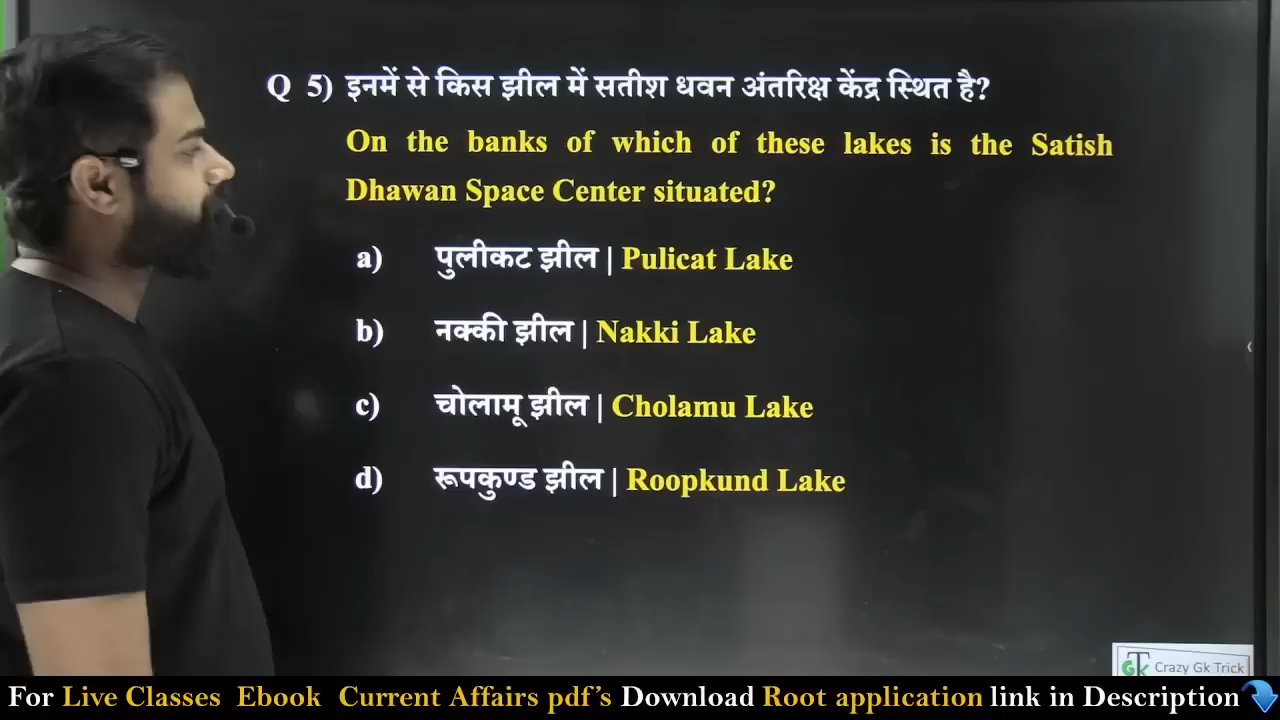 Q 5) इनमें से किस झील में सतीश धवन अंतरिक्ष केंद्र स्थित है?
On the banks of which of these lakes is the Satish
Dhawan Space Center situated?
a) पुलीकट झील | Pulicat Lake
b) नक्की झील | Nakki Lake
c) चोलामू झील | Cholamu Lake
d) रूपकुण्ड झील | Roopkund Lake
T
GK Crazy Gk Trick
For Live Classes Ebook Current Affairs pdf's Download Root application link in Description